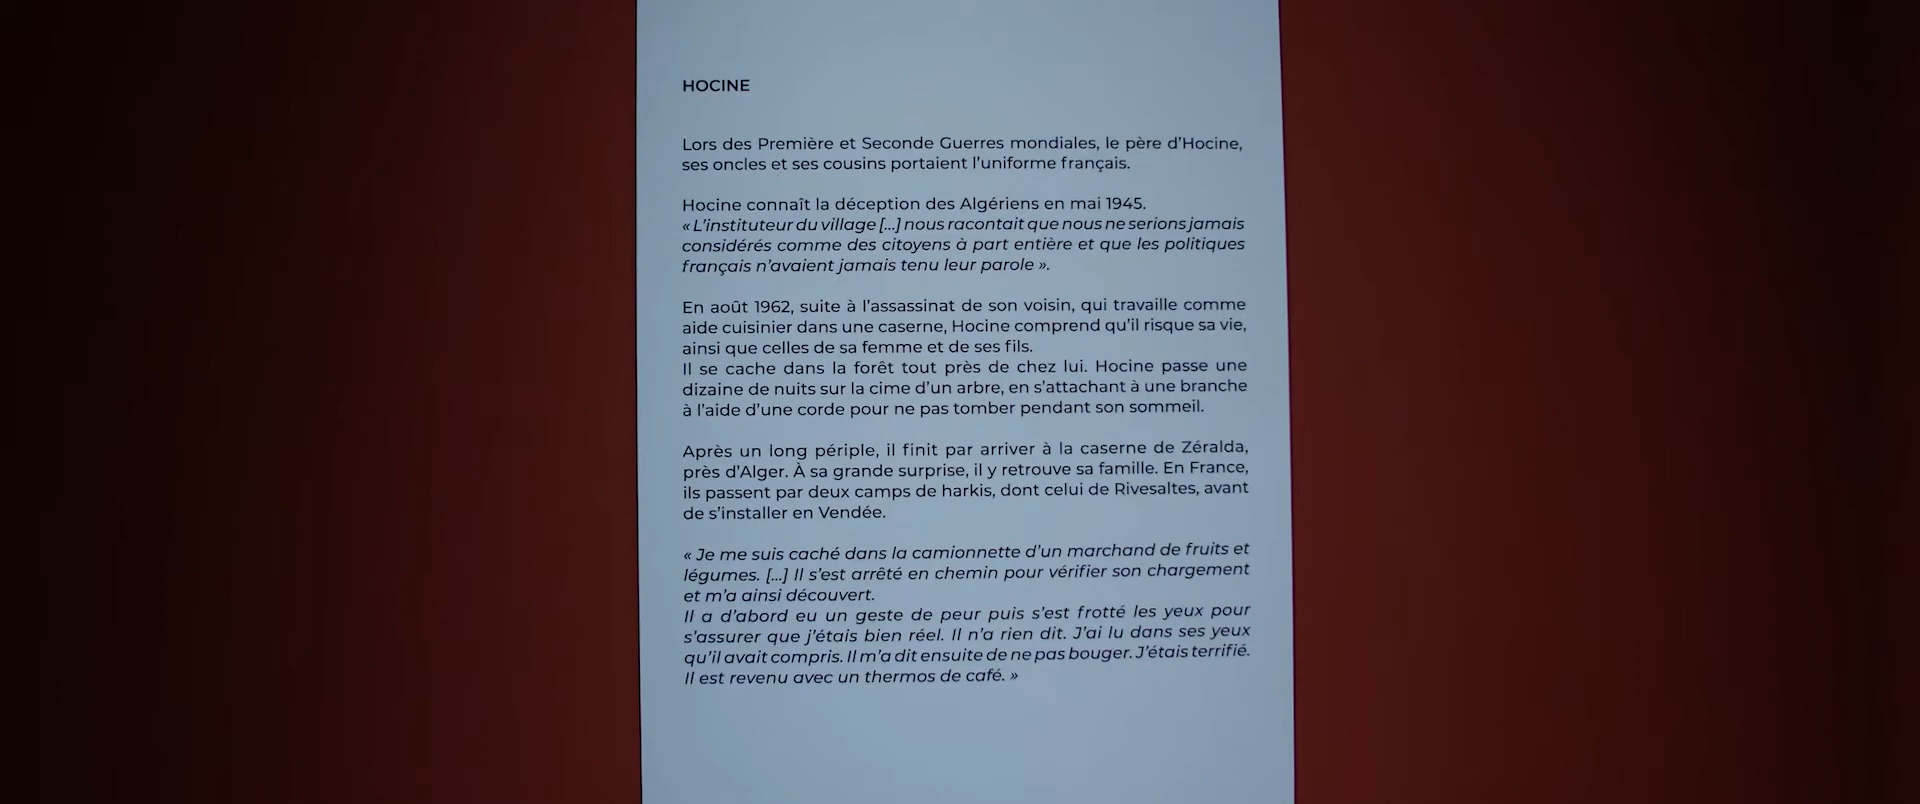 HOCINE
Lors des Première et Seconde Guerres mondiales, le père d'Hocine,
ses oncles et ses cousins portaient l'uniforme français.
Hocine connaît la déception des Algériens en mai 1945.
« L'instituteur du village [...] nous racontait que nous ne serions jamais
considérés comme des citoyens à part entière et que les politiques
français n'avaient jamais tenu leur parole ».
En août 1962, suite à l'assassinat de son voisin, qui travaille comme
aide cuisinier dans une caserne, Hocine comprend qu'il risque sa vie,
ainsi que celles de sa femme et de ses fils.
Il se cache dans la forêt tout près de chez lui. Hocine passe une
dizaine de nuits sur la cime d'un arbre, en s'attachant à une branche
à l'aide d'une corde pour ne pas tomber pendant son sommeil.
Après un long périple, il finit par arriver à la caserne de Zéralda,
près d'Alger. À sa grande surprise, il y retrouve sa famille. En France,
ils passent par deux camps de harkis, dont celui de Rivesaltes, avant
de s'installer en Vendée.
« Je me suis caché dans la camionnette d'un marchand de fruits et
légumes. [...] Il s'est arrêté en chemin pour vérifier son chargement
et m'a ainsi découvert.
Il a d'abord eu un geste de peur puis s'est frotté les yeux pour
s'assurer que j'étais bien réel. Il n'a rien dit. J'ai lu dans ses yeux
qu'il avait compris. Il m'a dit ensuite de ne pas bouger. J'étais terrifié.
Il est revenu avec un thermos de café. »